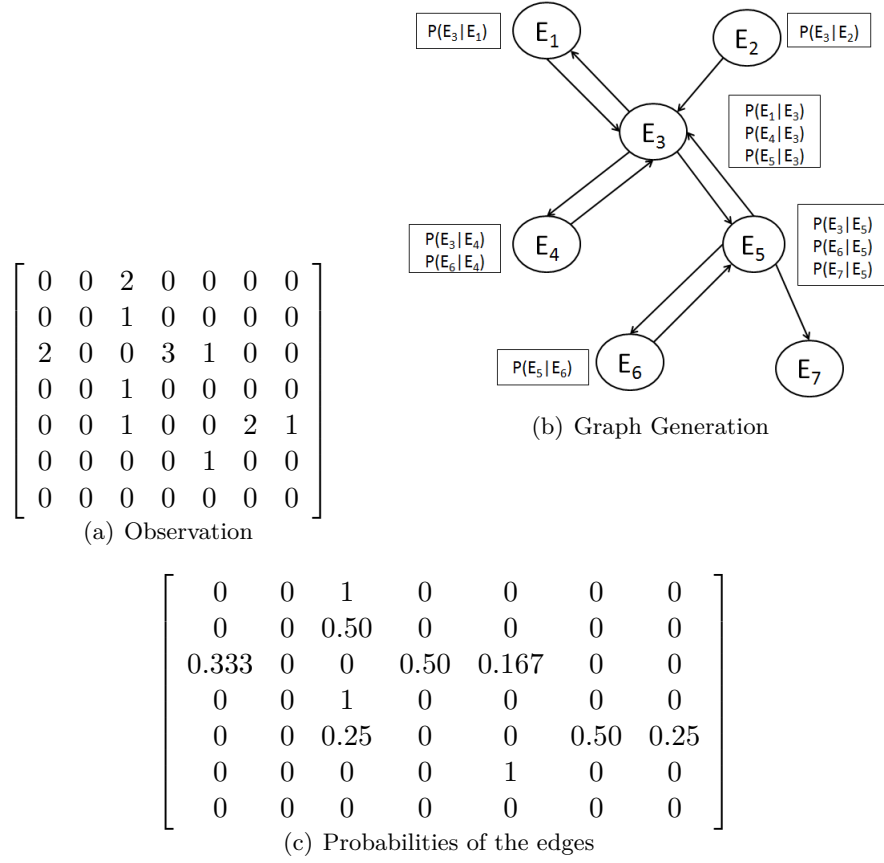 P(E₃|E₁)
E₁
E₂
P(E₃|E₂)
E₃
P(E₁|E₃)
P(E₄|E₃)
P(E₅|E₃)
P(E₃|E₄)
P(E₆|E₄)
E₄
E₅
P(E₃|E₅)
P(E₆|E₅)
P(E₇|E₅)
P(E₅|E₆)
E₆
E₇
(b) Graph Generation
0 0 2 0 0 0 0
0 0 1 0 0 0 0
2 0 0 3 1 0 0
0 0 1 0 0 0 0
0 0 1 0 0 2 1
0 0 0 0 1 0 0
0 0 0 0 0 0 0
(a) Observation
0 0 1 0 0 0 0
0 0 0.50 0 0 0 0
0.333 0 0 0.50 0.167 0 0
0 0 1 0 0 0 0
0 0 0.25 0 0 0.50 0.25
0 0 0 0 1 0 0
0 0 0 0 0 0 0
(c) Probabilities of the edges